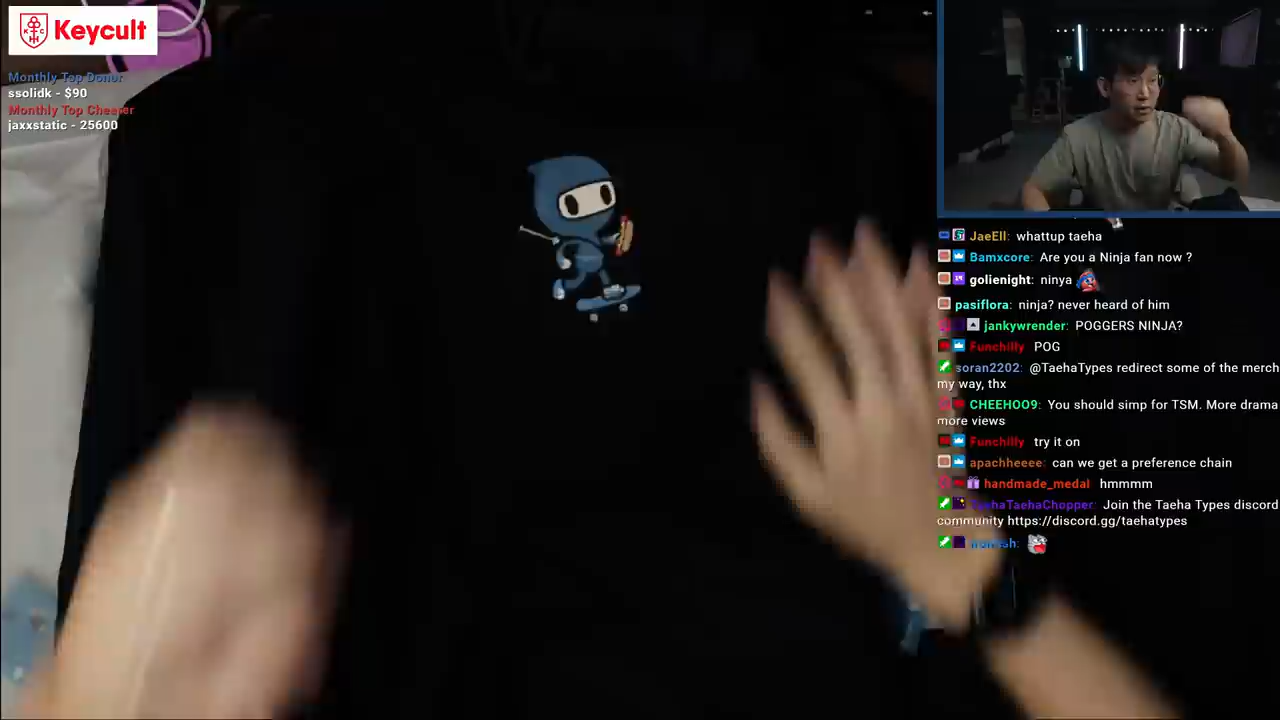 Keycult
Monthly Top Donor
ssolidk - $90
Monthly Top Cheerer
jaxxstatic - 25600
JaeEll: whattup taeha
Bamxcore: Are you a Ninja fan now ?
golienight: ninya
pasiflora: ninja? never heard of him
jankywrender: POGGERS NINJA?
Funchilly POG
soran2202: @TaehaTypes redirect some of the merch
my way, thx
CHEEHOO9: You should simp for TSM. More drama
more views
Funchilly try it on
apachheeee: can we get a preference chain
handmade_medal hmmmm
TaehaTaehaChopper: Join the Taeha Types discord
community https://discord.gg/taehatypes